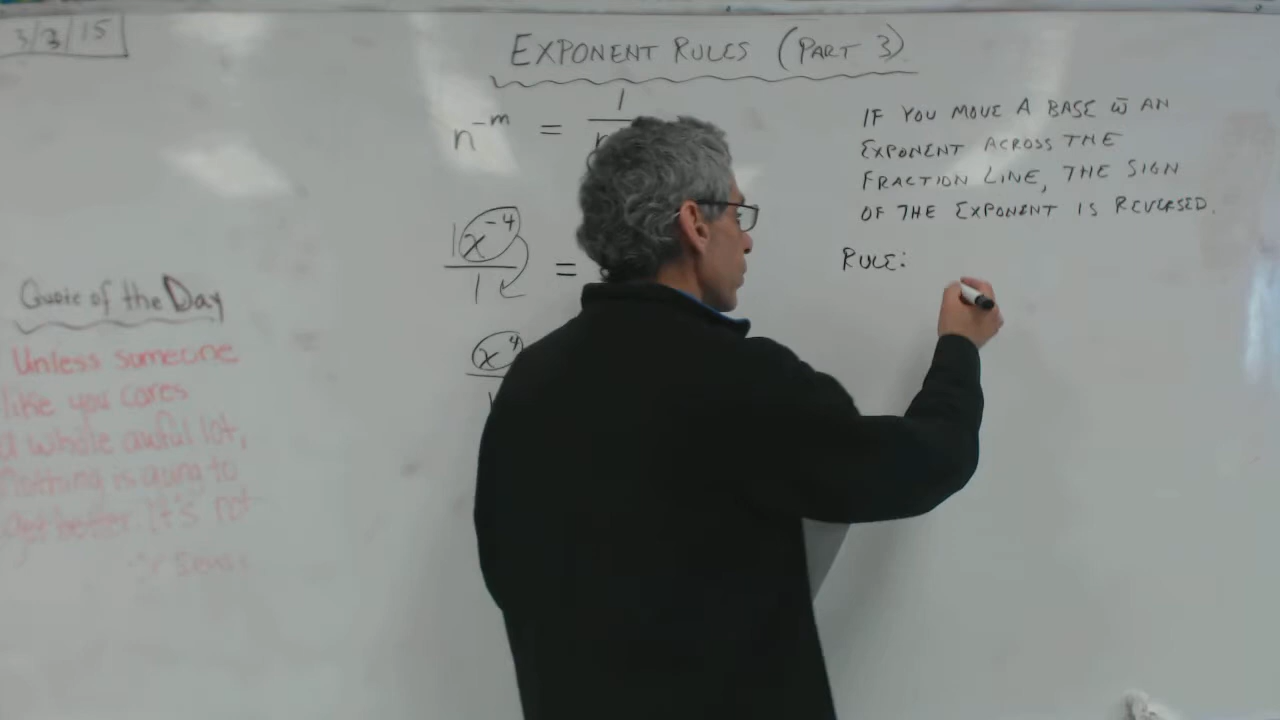 3/3/15
EXPONENT RULES (PART 3)
n^-m = 1/n
IF YOU MOVE A BASE w̄ AN
EXPONENT ACROSS THE
FRACTION LINE, THE SIGN
OF THE EXPONENT IS REVERSED.
RULE:
1x^-4/1 =
x^4
Quote of the Day
Unless someone
like you cares
a whole awful lot,
nothing is going to
get better It's not
Seuss